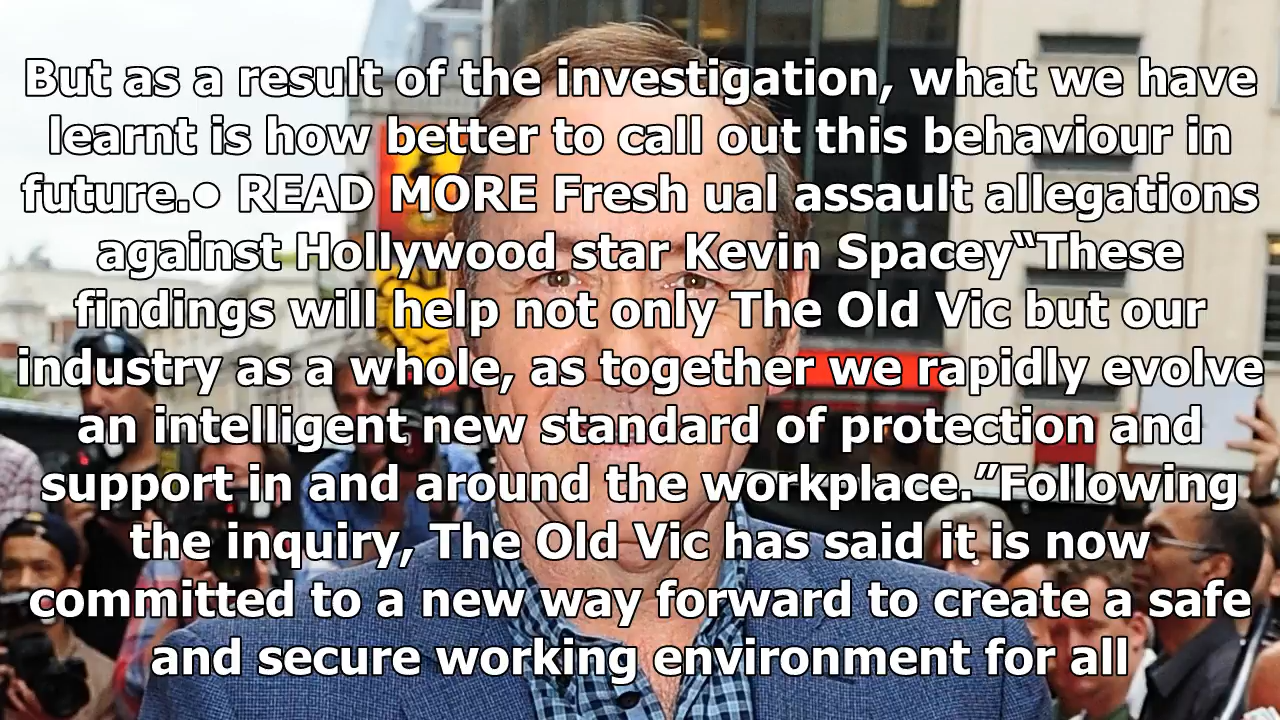 But as a result of the investigation, what we have
learnt is how better to call out this behaviour in
future.● READ MORE Fresh ual assault allegations
against Hollywood star Kevin Spacey“These
findings will help not only The Old Vic but our
industry as a whole, as together we rapidly evolve
an intelligent new standard of protection and
support in and around the workplace.”Following
the inquiry, The Old Vic has said it is now
committed to a new way forward to create a safe
and secure working environment for all